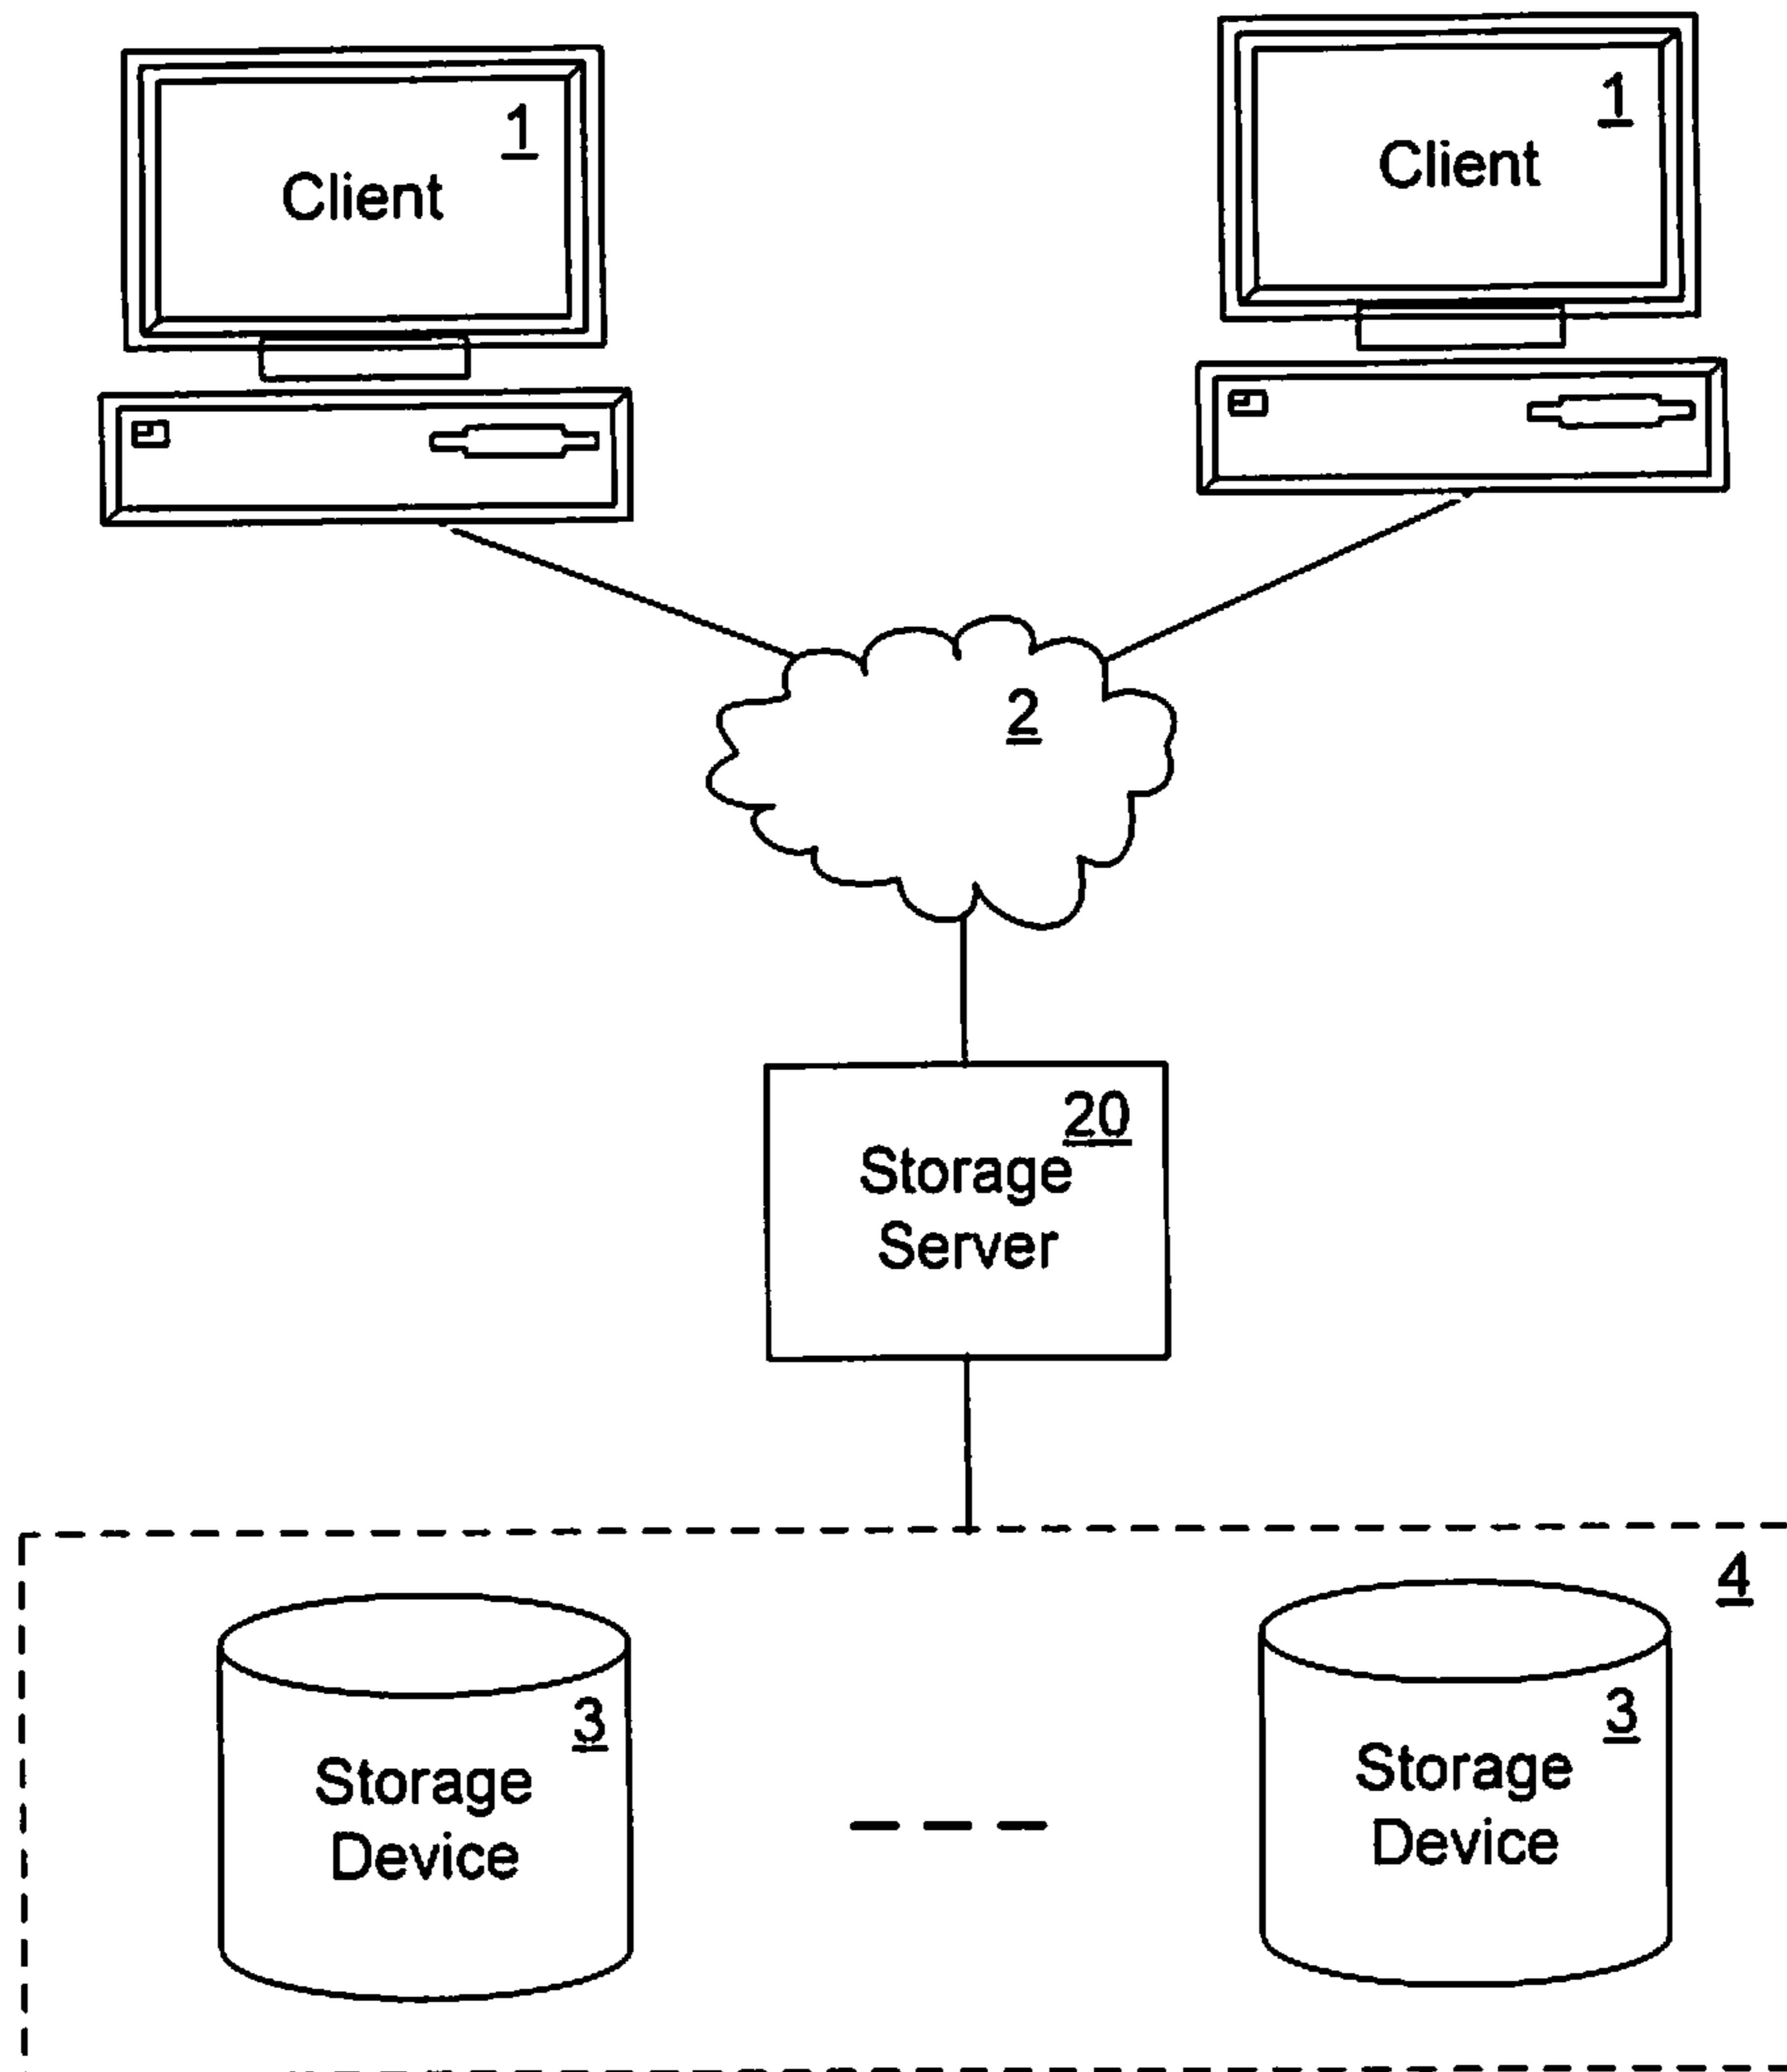 1
Client
1
Client
2
20
Storage
Server
4
3
Storage
Device
3
Storage
Device